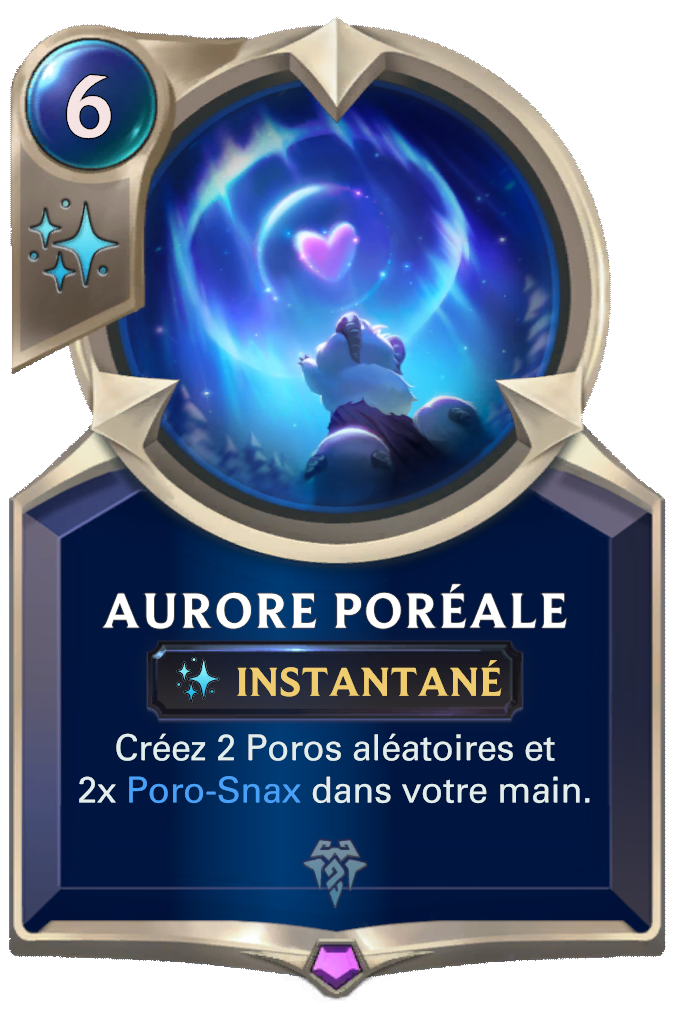 6
AURORE PORÉALE
INSTANTANÉ
Créez 2 Poros aléatoires et
2x Poro-Snax dans votre main.